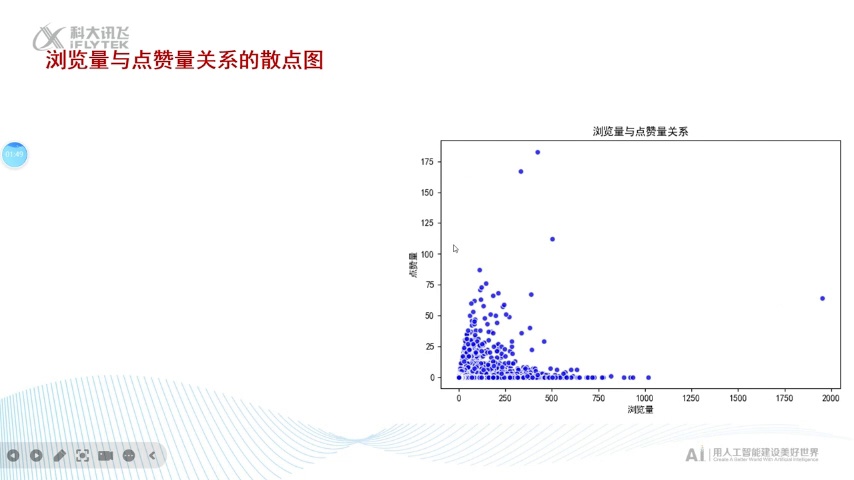 科大讯飞
iFLYTEK
浏览量与点赞量关系的散点图
01:49
浏览量与点赞量关系
175
150
125
100
75
50
25
0
点赞量
0 250 500 750 1000 1250 1500 1750 2000
浏览量
AI 用人工智能建设美好世界
Create A Better World With Artificial Intelligence